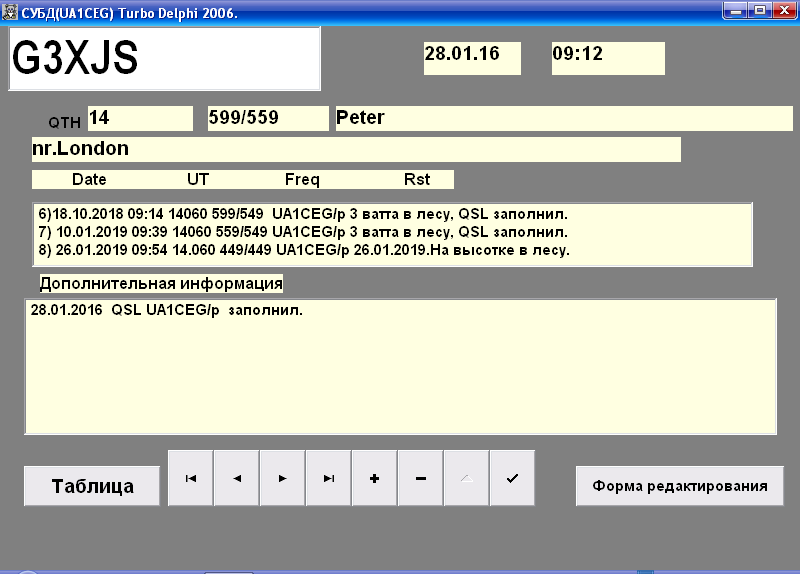 СУБД(UA1CEG) Turbo Delphi 2006.
G3XJS
28.01.16 09:12
QTH 14 599/559 Peter
nr.London
Date UT Freq Rst
6)18.10.2018 09:14 14060 599/549 UA1CEG/p 3 ватта в лесу, QSL заполнил.
7) 10.01.2019 09:39 14060 559/549 UA1CEG/p 3 ватта в лесу, QSL заполнил.
8) 26.01.2019 09:54 14.060 449/449 UA1CEG/p 26.01.2019.На высотке в лесу.
Дополнительная информация
28.01.2016 QSL UA1CEG/p заполнил.
Таблица
Форма редактирования